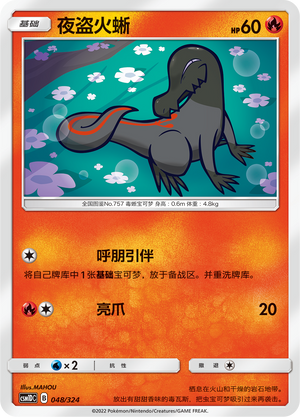 基础 夜盗火蜥 HP60
全国图鉴No.757 毒蜥宝可梦 身高：0.6m 体重：4.8kg
呼朋引伴
将自己牌库中1张基础宝可梦，放于备战区。并重洗牌库。
亮爪 20
弱点 ×2 抗性 撤退
Illus.MAHOU
CSM1DC B 048/324
栖息在火山和干燥的岩石地带。
放出有甜甜香味的毒瓦斯，把虫宝可梦吸引过来再袭击。
©2022 Pokémon/Nintendo/Creatures/GAME FREAK.